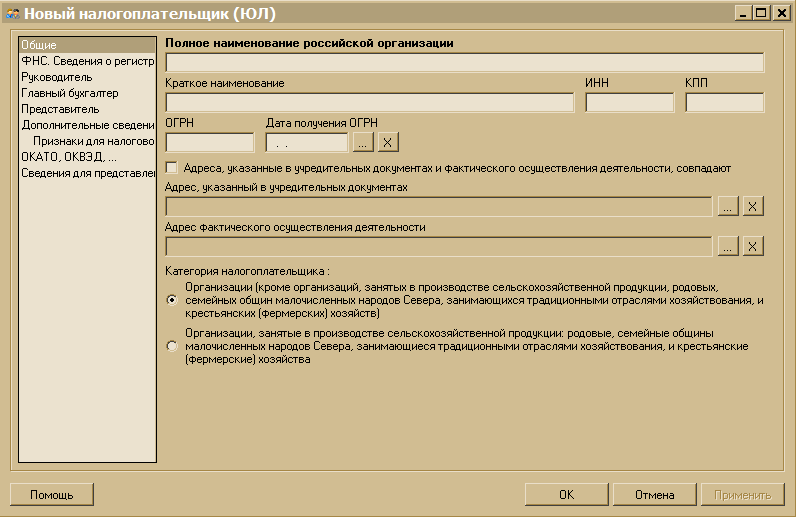 Новый налогоплательщик (ЮЛ)
Общие
ФНС. Сведения о регистр
Руководитель
Главный бухгалтер
Представитель
Дополнительные сведени
Признаки для налогово
ОКАТО, ОКВЭД, ...
Сведения для представлен
Полное наименование российской организации
Краткое наименование
ИНН
КПП
ОГРН
Дата получения ОГРН
. .
...
X
Адреса, указанные в учредительных документах и фактического осуществления деятельности, совпадают
Адрес, указанный в учредительных документах
...
X
Адрес фактического осуществления деятельности
...
X
Категория налогоплательщика :
Организации (кроме организаций, занятых в производстве сельскохозяйственной продукции, родовых,
семейных общин малочисленных народов Севера, занимающихся традиционными отраслями хозяйствования, и
крестьянских (фермерских) хозяйств)
Организации, занятые в производстве сельскохозяйственной продукции: родовые, семейные общины
малочисленных народов Севера, занимающиеся традиционными отраслями хозяйствования, и крестьянские
(фермерские) хозяйства
Помощь
OK
Отмена
Применить